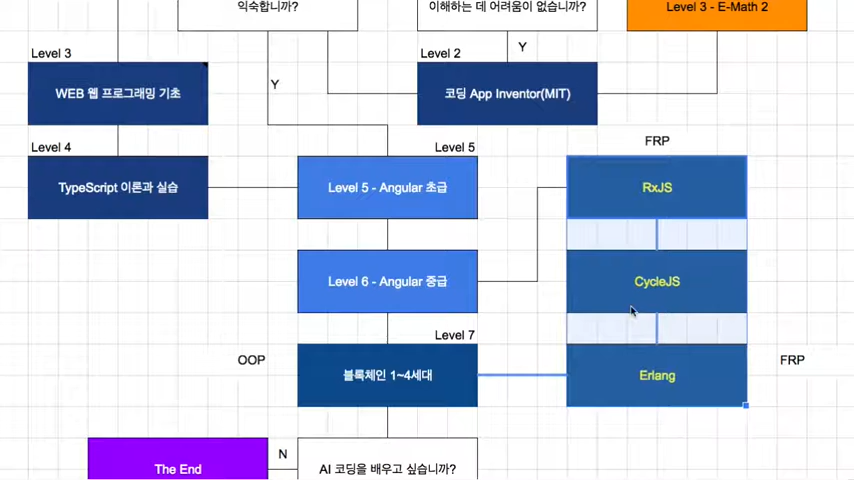 익숙합니까?
이해하는 데 어려움이 없습니까?
Level 3 - E-Math 2
Level 3
Level 2
Y
Y
WEB 웹 프로그래밍 기초
코딩 App Inventor(MIT)
Level 4
Level 5
FRP
TypeScript 이론과 실습
Level 5 - Angular 초급
RxJS
Level 6 - Angular 중급
CycleJS
Level 7
OOP
블록체인 1~4세대
Erlang
FRP
The End
N
AI 코딩을 배우고 싶습니까?